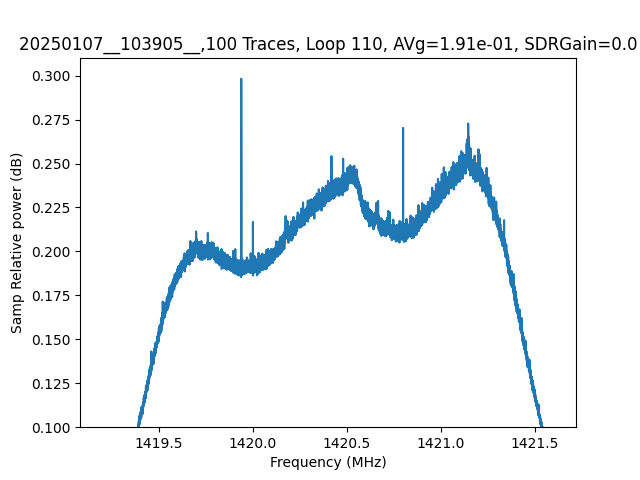 20250107__103905__,100 Traces, Loop 110, AVg=1.91e-01, SDRGain=0.0
0.300
0.275
0.250
0.225
0.200
0.175
0.150
0.125
0.100
Samp Relative power (dB)
1419.5 1420.0 1420.5 1421.0 1421.5
Frequency (MHz)